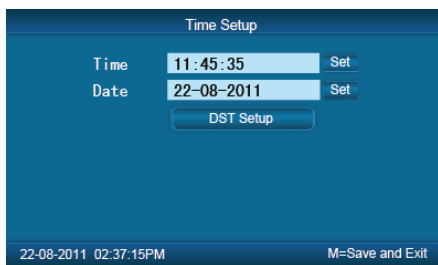 Time Setup
Time 11:45:35 Set
Date 22-08-2011 Set
DST Setup
22-08-2011 02:37:15PM M=Save and Exit